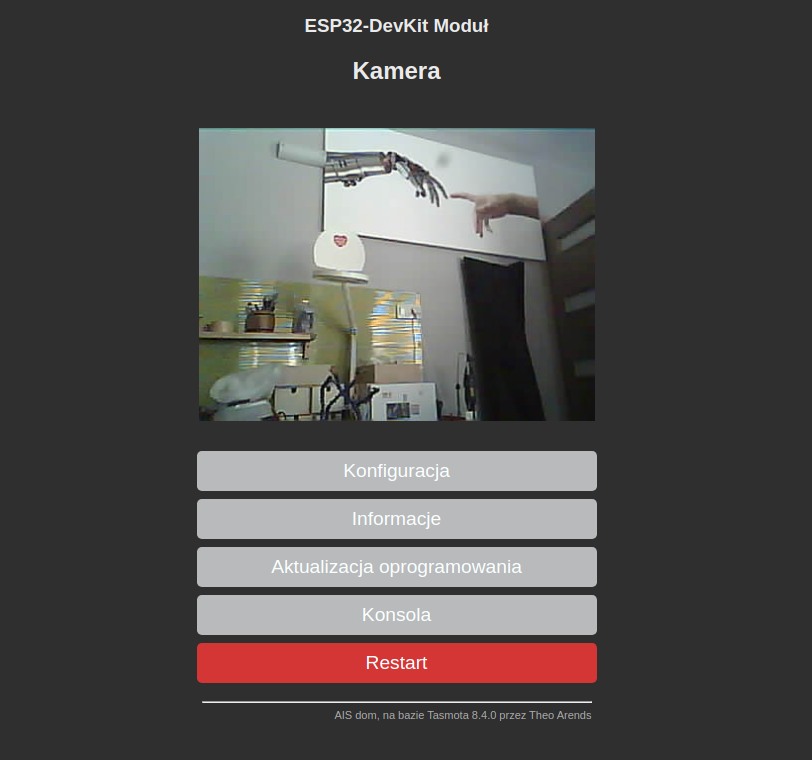 ESP32-DevKit Moduł
Kamera
Konfiguracja
Informacje
Aktualizacja oprogramowania
Konsola
Restart
AIS dom, na bazie Tasmota 8.4.0 przez Theo Arends